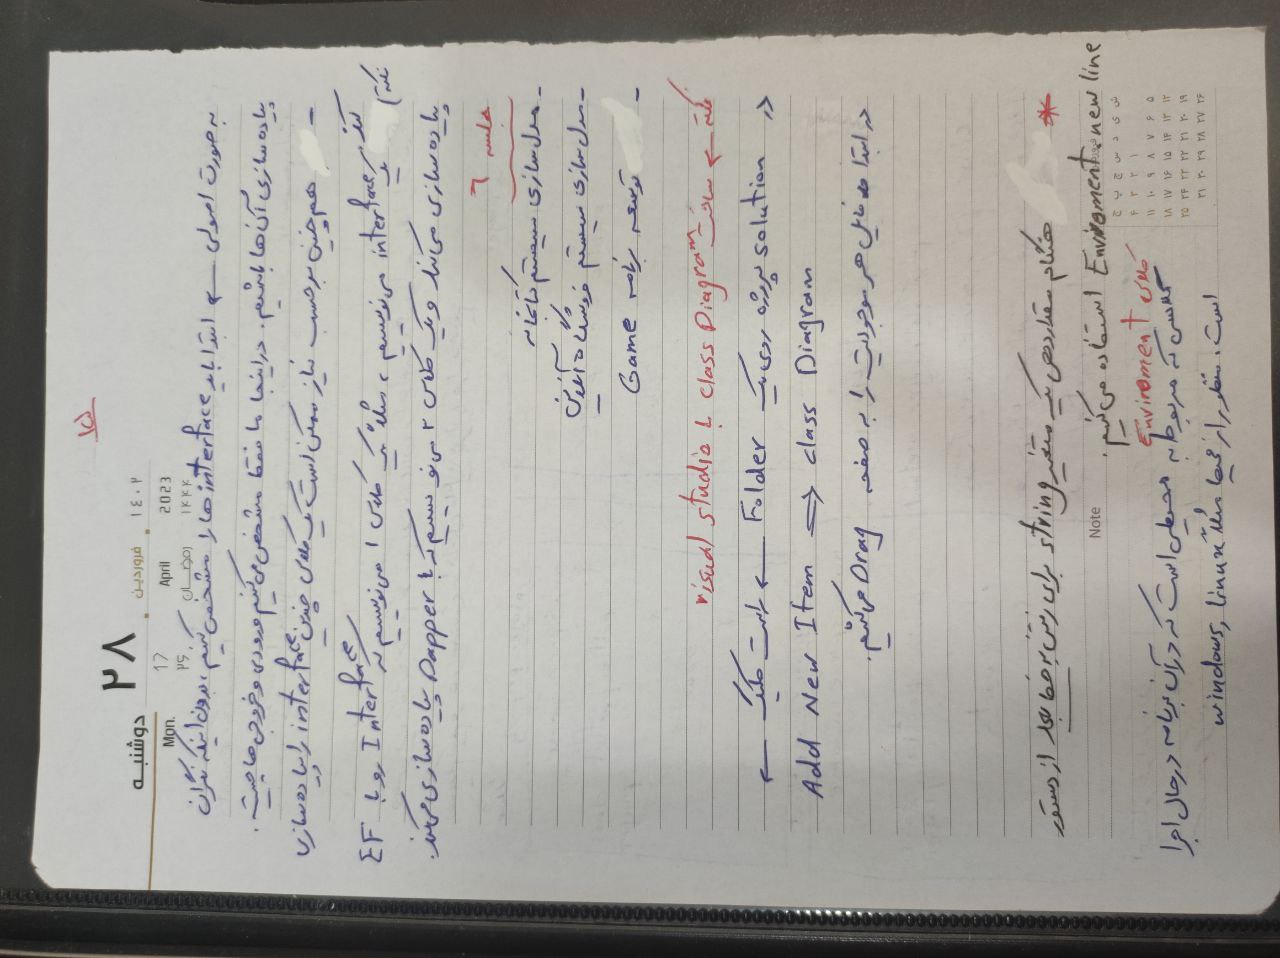 ۱۵
دوشنبه ۲۸ فروردین ۱۴۰۲
Mon. 17 April 2023
۲۵ رمضان ۱۴۴۴
به صورت اصولی ← ابتدا باید interface ها را مشخص کنیم، بدون اینکه نگران
پیاده سازی آن ها باشیم. در اینجا ما فقط مشخص می کنیم ورودی و خروجی ها چیست.
- هم چنین بر حسب نیاز ممکن است یک کلاس چندین interface را پیاده سازی
کند.
نکته) یک interface می نویسیم، مثلاً یک کلاس ۱ می نویسیم که Interface رو با EF
پیاده سازی می کند و یک کلاس ۲ می نویسیم که با Dapper پیاده سازی می کند.
جلسه ۶
- مدل سازی سیستم کتابخانه
- مدل سازی سیستم فروشگاه آنلاین
- توسعه برنامه Game
نکته ← ساخت class Diagram با visual studio
در solution پروژه روی یک Folder ← راست کلیک ←
Add New Item ⟹ class Diagram
در ابتدا فایل هر موجودیت را به صفحه Drag می کنیم.
* هنگام مقداردهی یک متغیر string برای رفتن به خط بعد از دستور
Enviroment.new line استفاده می کنیم.
Note
فروردین
ش ی د س چ پ ج
۱ ۲ ۳ ۴
۵ ۶ ۷ ۸ ۹ ۱۰ ۱۱
۱۲ ۱۳ ۱۴ ۱۵ ۱۶ ۱۷ ۱۸
۱۹ ۲۰ ۲۱ ۲۲ ۲۳ ۲۴ ۲۵
۲۶ ۲۷ ۲۸ ۲۹ ۳۰ ۳۱
کلاس Enviroment
کلاسی که مربوط به محیطی است که در آن برنامه در حال اجرا
است. منظور از محیط مثلاً windows, linux